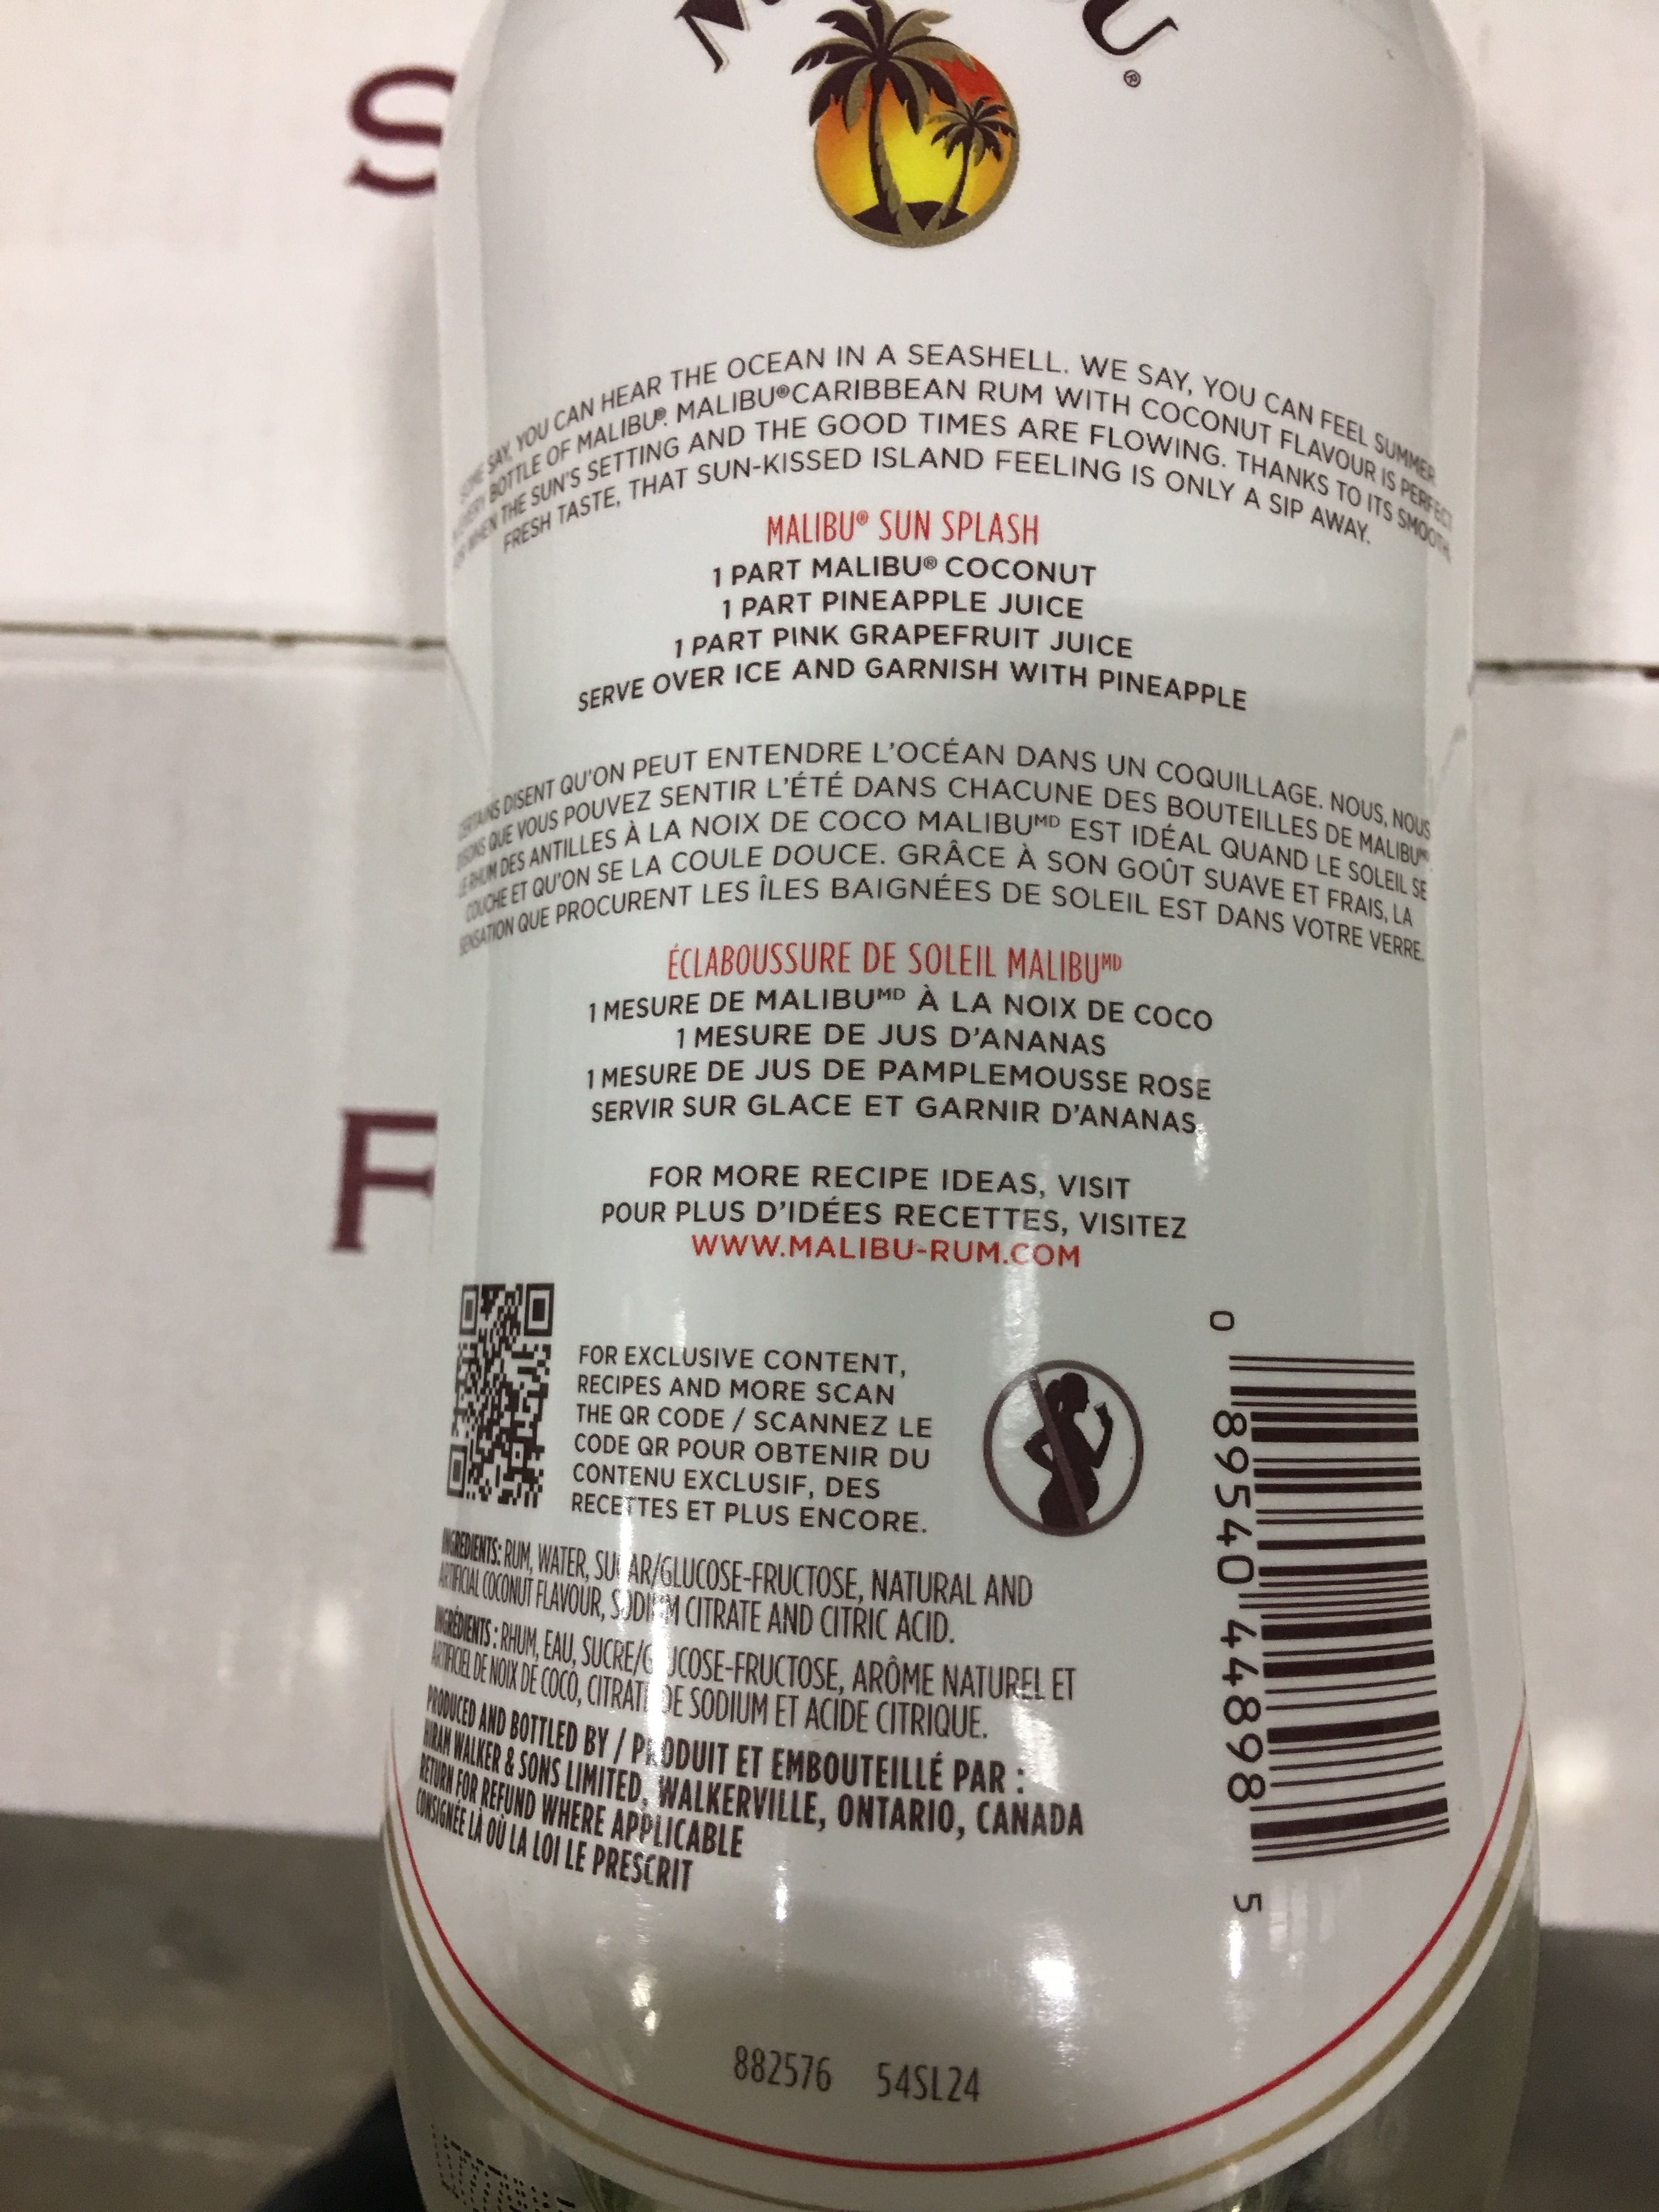 S
U®
SAY, YOU CAN HEAR THE OCEAN IN A SEASHELL. WE SAY, YOU CAN FEEL SUMMER
BOTTLE OF MALIBU®. MALIBU® CARIBBEAN RUM WITH COCONUT FLAVOUR IS PERFECT
WHEN THE SUN'S SETTING AND THE GOOD TIMES ARE FLOWING. THANKS TO ITS SMOOTH,
FRESH TASTE, THAT SUN-KISSED ISLAND FEELING IS ONLY A SIP AWAY.
MALIBU® SUN SPLASH
1 PART MALIBU® COCONUT
1 PART PINEAPPLE JUICE
1 PART PINK GRAPEFRUIT JUICE
SERVE OVER ICE AND GARNISH WITH PINEAPPLE
DISENT QU'ON PEUT ENTENDRE L'OCÉAN DANS UN COQUILLAGE. NOUS, NOUS
QUE VOUS POUVEZ SENTIR L'ÉTÉ DANS CHACUNE DES BOUTEILLES DE MALIBUMD
LE RHUM DES ANTILLES À LA NOIX DE COCO MALIBUMD EST IDÉAL QUAND LE SOLEIL SE
COUCHE ET QU'ON SE LA COULE DOUCE. GRÂCE À SON GOÛT SUAVE ET FRAIS, LA
SENSATION QUE PROCURENT LES ÎLES BAIGNÉES DE SOLEIL EST DANS VOTRE VERRE.
ÉCLABOUSSURE DE SOLEIL MALIBUMD
1 MESURE DE MALIBUMD À LA NOIX DE COCO
1 MESURE DE JUS D'ANANAS
1 MESURE DE JUS DE PAMPLEMOUSSE ROSE
SERVIR SUR GLACE ET GARNIR D'ANANAS
F
FOR MORE RECIPE IDEAS, VISIT
POUR PLUS D'IDÉES RECETTES, VISITEZ
WWW.MALIBU-RUM.COM
FOR EXCLUSIVE CONTENT,
RECIPES AND MORE SCAN
THE QR CODE / SCANNEZ LE
CODE QR POUR OBTENIR DU
CONTENU EXCLUSIF, DES
RECETTES ET PLUS ENCORE.
0 89540 44898 5
INGREDIENTS: RUM, WATER, SUGAR/GLUCOSE-FRUCTOSE, NATURAL AND
ARTIFICIAL COCONUT FLAVOUR, SODIUM CITRATE AND CITRIC ACID.
INGRÉDIENTS : RHUM, EAU, SUCRE/GLUCOSE-FRUCTOSE, ARÔME NATUREL ET
ARTIFICIEL DE NOIX DE COCO, CITRATE DE SODIUM ET ACIDE CITRIQUE.
PRODUCED AND BOTTLED BY / PRODUIT ET EMBOUTEILLÉ PAR :
HIRAM WALKER & SONS LIMITED, WALKERVILLE, ONTARIO, CANADA
RETURN FOR REFUND WHERE APPLICABLE
CONSIGNÉE LÀ OÙ LA LOI LE PRESCRIT
882576 54SL24